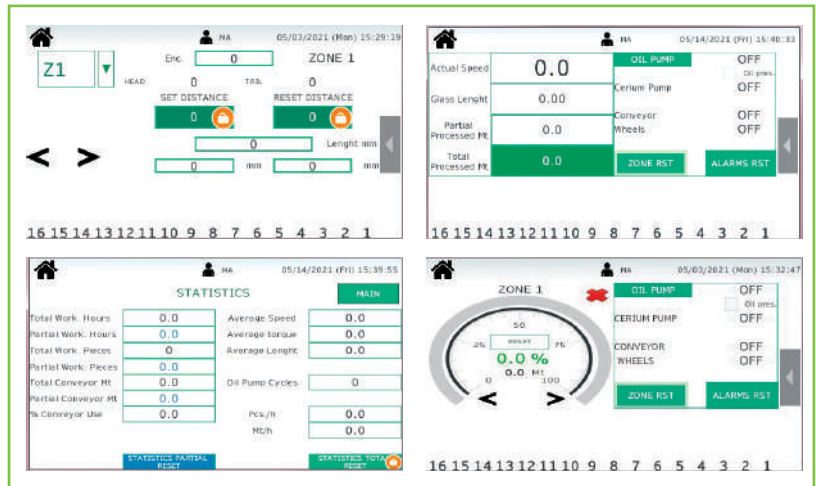 MA 05/03/2021 (Mon) 15:29:19
Z1 ▼ Enc. 0 ZONE 1
HEAD 0 TRA. 0
SET DISTANCE RESET DISTANCE
0 0
0 Lenght mm
< >
0 mm 0 mm
16 15 14 13 12 11 10 9 8 7 6 5 4 3 2 1
MA 05/14/2021 (Fri) 15:40:33
Actual Speed 0.0
Glass Lenght 0.00
Partial Processed Mt 0.0
Total Processed Mt 0.0
OIL PUMP OFF
Oil pres.
Cerium Pump OFF
Conveyor OFF
Wheels OFF
ZONE RST ALARMS RST
16 15 14 13 12 11 10 9 8 7 6 5 4 3 2 1
MA 05/14/2021 (Fri) 15:39:55
STATISTICS MAIN
Total Work. Hours 0.0 Average Speed 0.0
Partial Work. Hours 0.0 Average torque 0.0
Total Work. Pieces 0 Average Lenght 0.0
Partial Work. Pieces 0.0
Total Conveyor Mt 0.0 Oil Pump Cycles 0
Partial Conveyor Mt 0.0
% Conveyor Use 0.0 Pcs./h 0.0
Mt/h 0.0
STATISTICS PARTIAL RESET
STATISTICS TOTAL RESET
MA 05/03/2021 (Mon) 15:32:47
ZONE 1
0 25 50 75 100
RESET
0.0 %
0.0 Mt
< >
OIL PUMP OFF
Oil pres.
CERIUM PUMP OFF
CONVEYOR OFF
WHEELS OFF
ZONE RST ALARMS RST
16 15 14 13 12 11 10 9 8 7 6 5 4 3 2 1